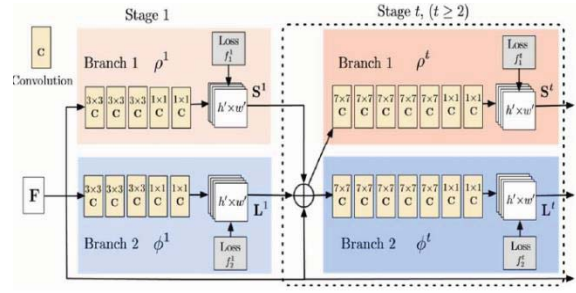 Stage 1
Stage t, (t ≥ 2)
C
Convolution
Branch 1 ρ¹
Loss
f₁¹
S¹
3×3 3×3 3×3 1×1 1×1
C C C C C
h'×w'
Branch 1 ρᵗ
Loss
f₁ᵗ
Sᵗ
7×7 7×7 7×7 7×7 7×7 1×1 1×1
C C C C C C C
h'×w'
F
3×3 3×3 3×3 1×1 1×1
C C C C C
h'×w'
L¹
Branch 2 ϕ¹
Loss
f₂¹
7×7 7×7 7×7 7×7 7×7 1×1 1×1
C C C C C C C
h'×w'
Lᵗ
Branch 2 ϕᵗ
Loss
f₂ᵗ